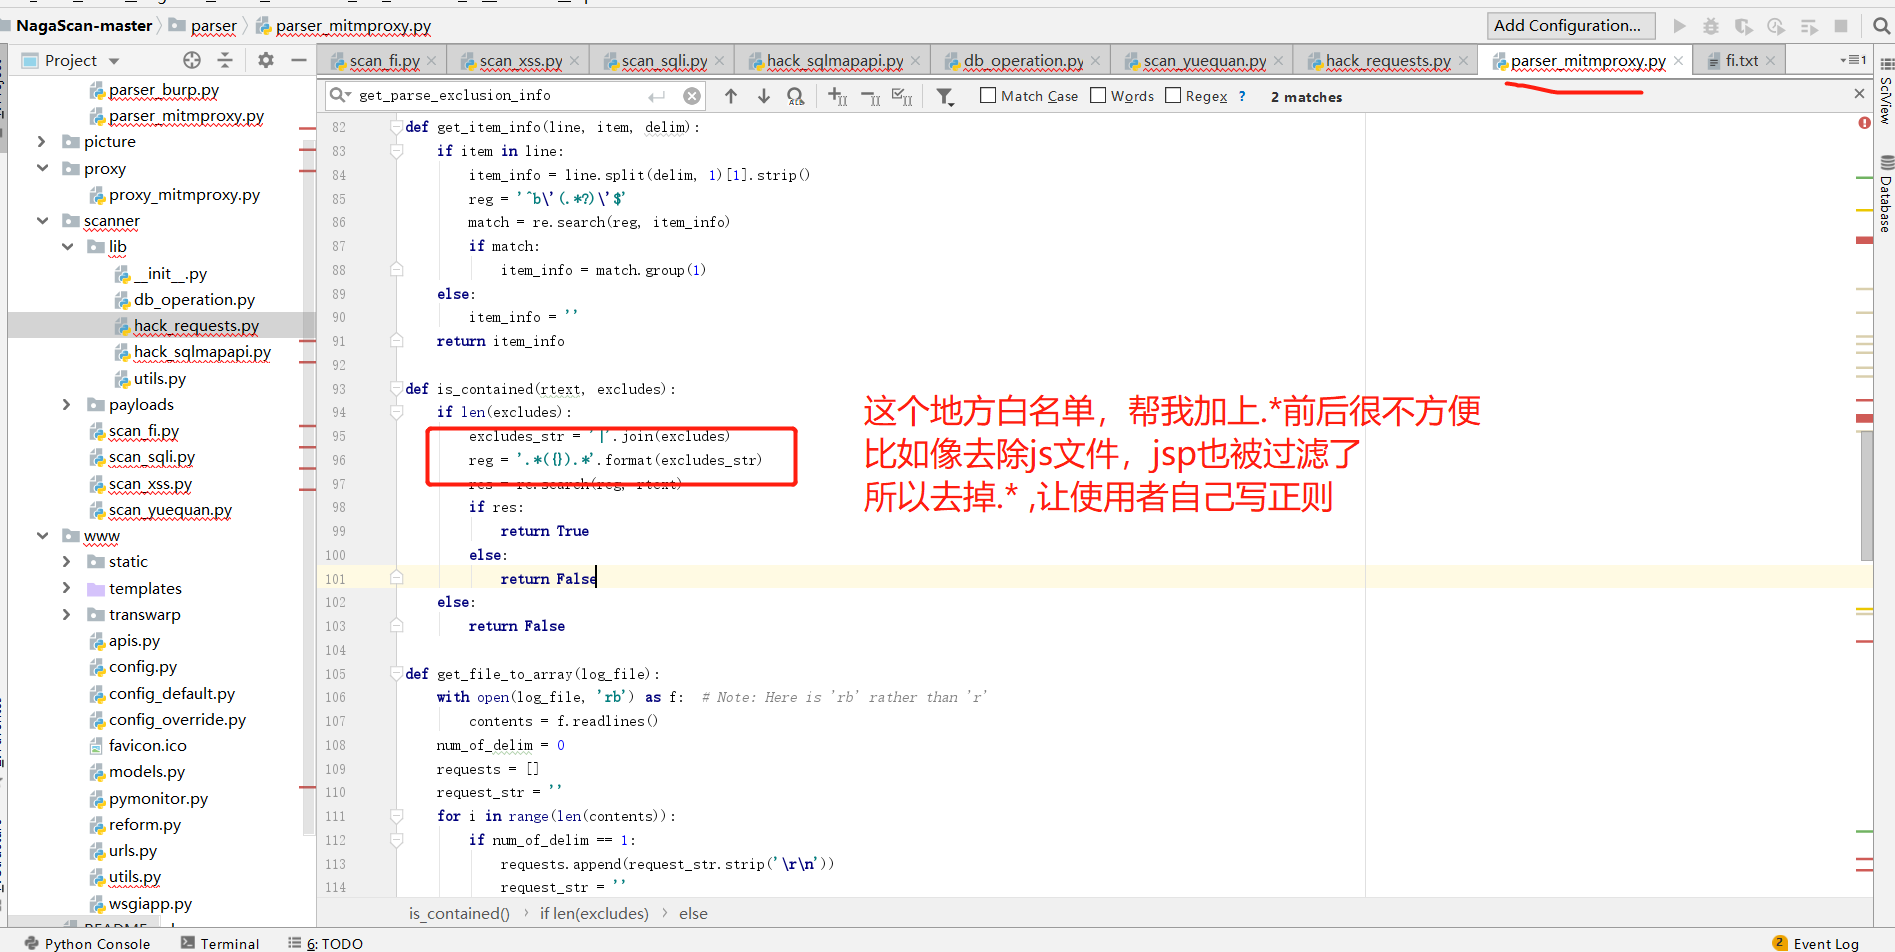 NagaScan-master
parser
parser_mitmproxy.py
Add Configuration...
Project
scan_fi.py
scan_xss.py
scan_sqli.py
hack_sqlmapapi.py
db_operation.py
scan_yuequan.py
hack_requests.py
parser_mitmproxy.py
fi.txt
get_parse_exclusion_info
Match Case
Words
Regex
?
2 matches
SciView
Database
parser_burp.py
parser_mitmproxy.py
picture
proxy
proxy_mitmproxy.py
scanner
lib
__init__.py
db_operation.py
hack_requests.py
hack_sqlmapapi.py
utils.py
payloads
scan_fi.py
scan_sqli.py
scan_xss.py
scan_yuequan.py
www
static
templates
transwarp
apis.py
config.py
config_default.py
config_override.py
favicon.ico
models.py
pymonitor.py
reform.py
urls.py
utils.py
wsgiapp.py
82 def get_item_info(line, item, delim):
83 if item in line:
84 item_info = line.split(delim, 1)[1].strip()
85 reg = '^b\'(.*?)\'$'
86 match = re.search(reg, item_info)
87 if match:
88 item_info = match.group(1)
89 else:
90 item_info = ''
91 return item_info
92
93 def is_contained(rtext, excludes):
94 if len(excludes):
95 excludes_str = '|'.join(excludes)
96 reg = '.*({}).*'.format(excludes_str)
97 res = re.search(reg, rtext)
98 if res:
99 return True
100 else:
101 return False
102 else:
103 return False
104
105 def get_file_to_array(log_file):
106 with open(log_file, 'rb') as f: # Note: Here is 'rb' rather than 'r'
107 contents = f.readlines()
108 num_of_delim = 0
109 requests = []
110 request_str = ''
111 for i in range(len(contents)):
112 if num_of_delim == 1:
113 requests.append(request_str.strip('\r\n'))
114 request_str = ''
这个地方白名单，帮我加上.*前后很不方便
比如像去除js文件，jsp也被过滤了
所以去掉.* ,让使用者自己写正则
is_contained()
if len(excludes)
else
Python Console
Terminal
6: TODO
2 Event Log